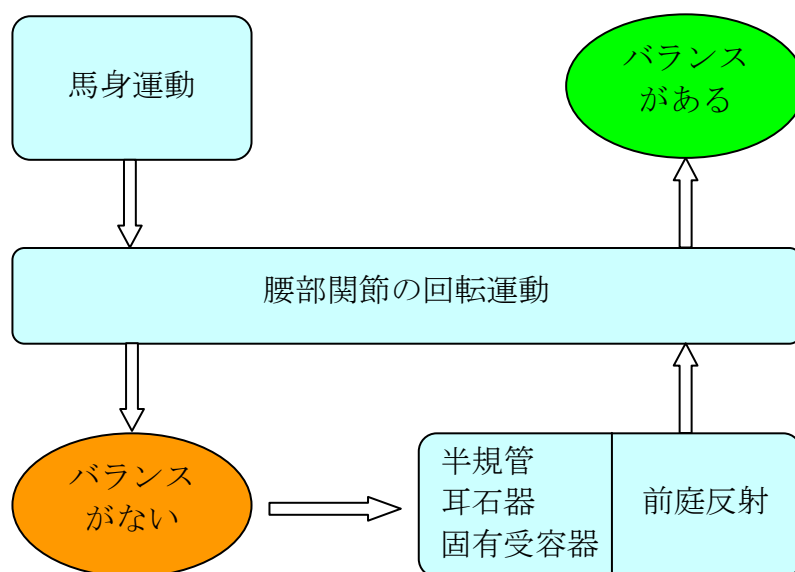 馬身運動
バランス
がある
腰部関節の回転運動
バランス
がない
半規管
耳石器
固有受容器
前庭反射